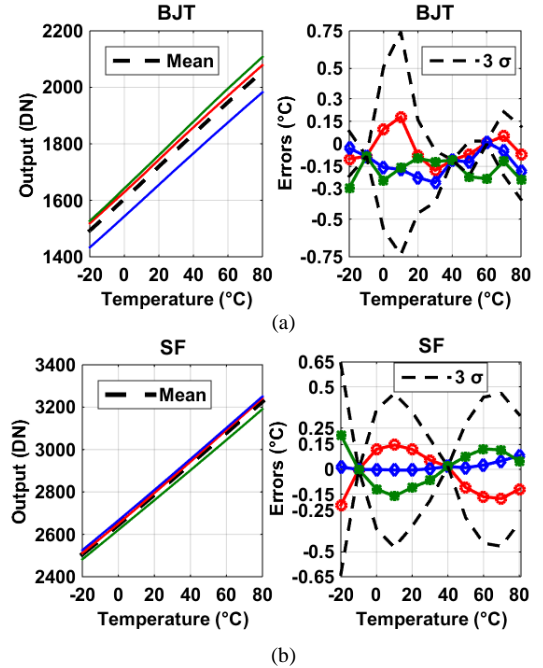 (a)
BJT
BJT
2200
2000
1800
1600
1400
Output (DN)
Mean
-20 0 20 40 60 80
Temperature (°C)
0.75
0.5
0.3
0.15
0
-0.15
-0.3
-0.5
-0.75
Errors (°C)
3 σ
-20 0 20 40 60 80
Temperature (°C)
(a)
SF
SF
3400
3200
3000
2800
2600
2400
Output (DN)
Mean
-20 0 20 40 60 80
Temperature (°C)
0.65
0.5
0.25
0.15
0
-0.15
-0.25
-0.5
-0.65
Errors (°C)
3 σ
-20 0 20 40 60 80
Temperature (°C)
(b)